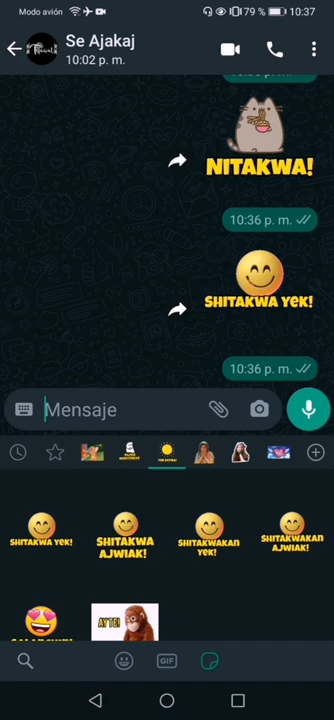 Modo avión
79 %
10:37
Se Ajakaj
10:02 p. m.
NITAKWA!
10:36 p. m.
SHITAKWA YEK!
10:36 p. m.
Mensaje
SHITAKWA YEK!
SHITAKWA
AJWIAK!
SHITAKWAKAN
YEK!
SHITAKWAKAN
AJWIAK!
AYTE!
GIF